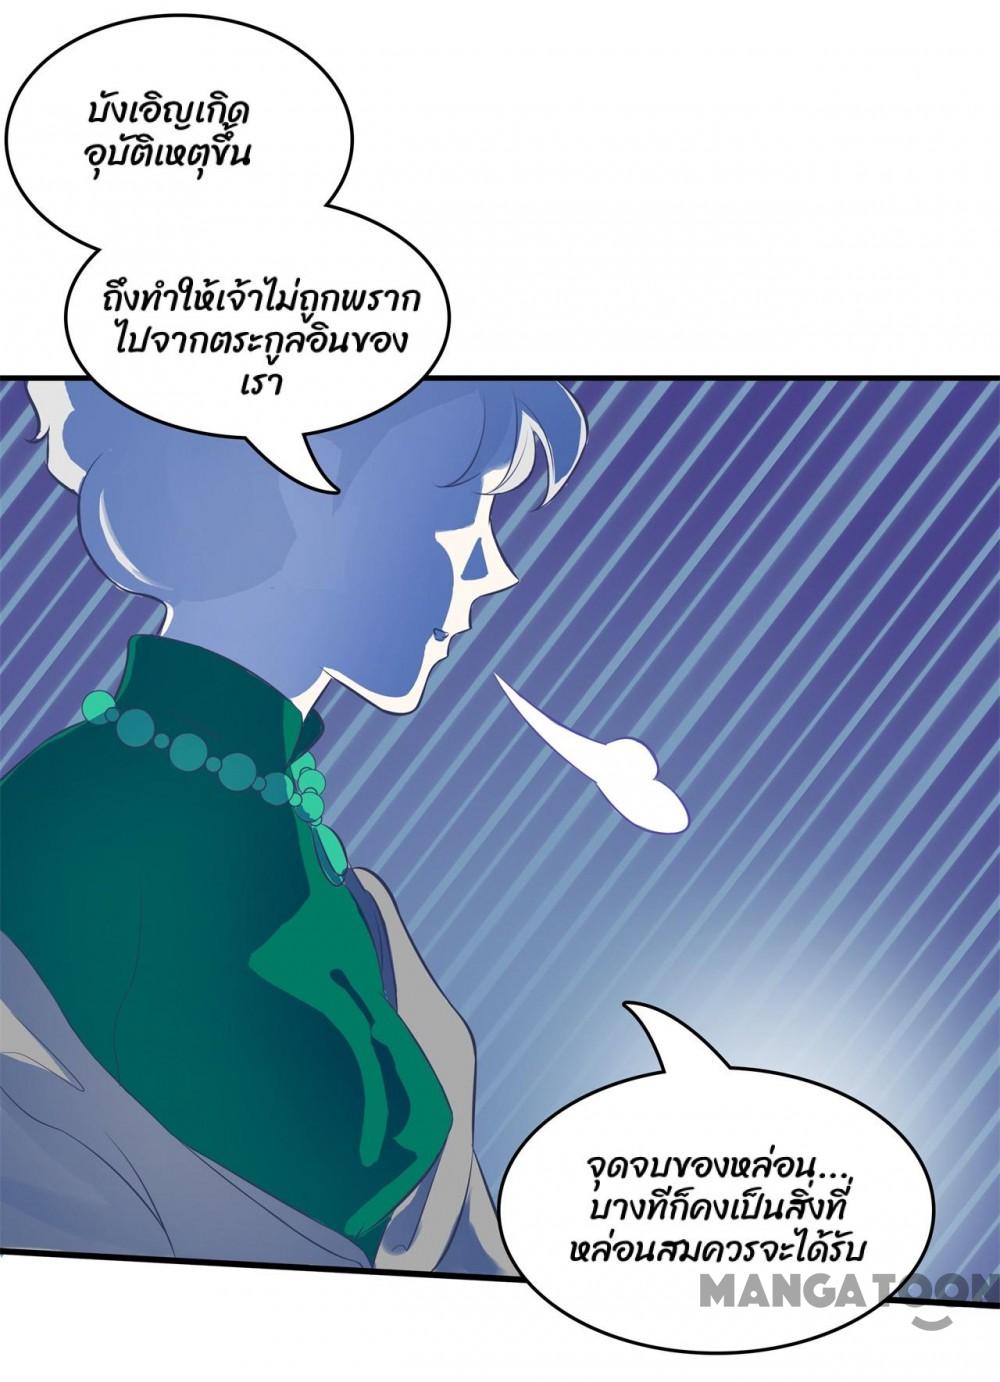 บังเอิญเกิด
อุบัติเหตุขึ้น
ถึงทำให้เจ้าไม่ถูกพราก
ไปจากตระกูลอินของ
เรา
จุดจบของหล่อน...
บางทีก็คงเป็นสิ่งที่
หล่อนสมควรจะได้รับ
MANGATOON